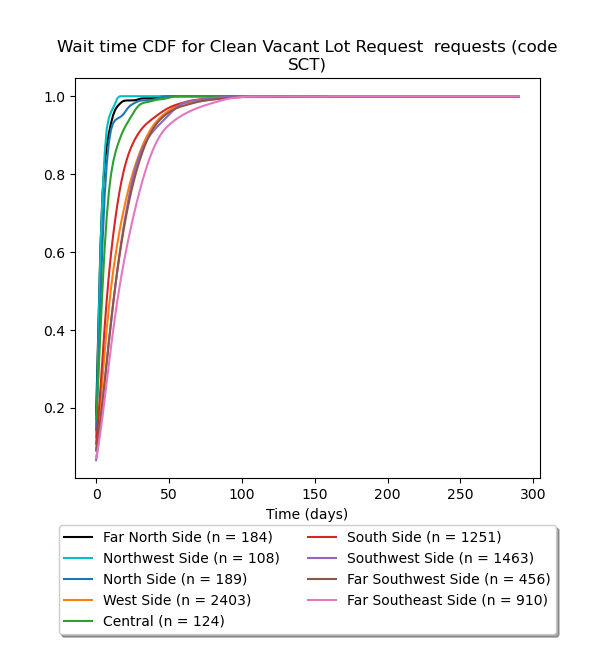 Wait time CDF for Clean Vacant Lot Request  requests (code
SCT)
1.0
0.8
0.6
0.4
0.2
0 50 100 150 200 250 300
Time (days)
Far North Side (n = 184)
Northwest Side (n = 108)
North Side (n = 189)
West Side (n = 2403)
Central (n = 124)
South Side (n = 1251)
Southwest Side (n = 1463)
Far Southwest Side (n = 456)
Far Southeast Side (n = 910)